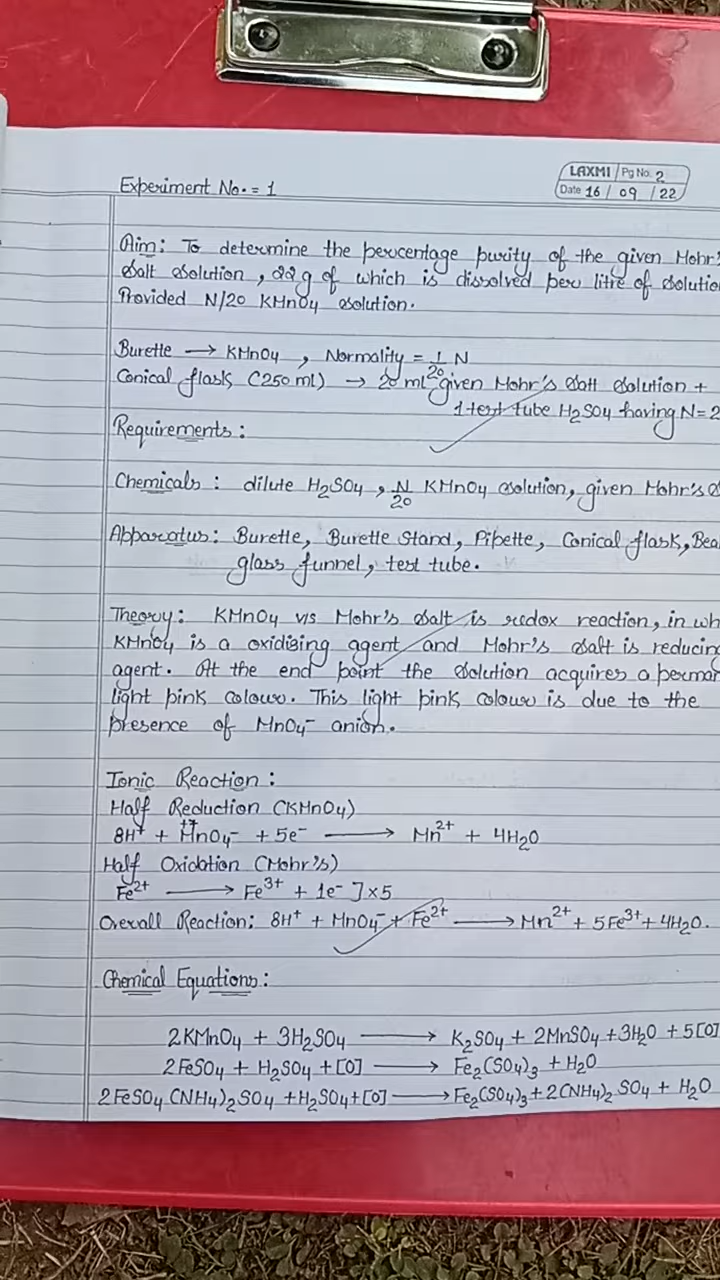 LAXMI Pg No. 2
Date 16 / 09 / 22
Experiment No. = 1
Aim: To determine the percentage purity of the given Mohr's
Salt solution, 22g of which is dissolved per litre of solutio
Provided N/20 KMnO4 solution.
Burette → KMnO4 , Normality = 1/20 N
Conical flask (250 ml) → 20 ml given Mohr's salt solution +
1 test tube H2SO4 having N=2
Requirements:
Chemicals : dilute H2SO4 , N/20 KMnO4 solution, given Mohr's s
Apparatus: Burette, Burette Stand, Pipette, Conical flask, Bea
glass funnel, test tube.
Theory: KMnO4 v/s Mohr's salt is redox reaction, in wh
KMnO4 is a oxidising agent and Mohr's salt is reducing
agent. At the end point the solution acquires a perman
light pink colour. This light pink colour is due to the
presence of MnO4⁻ anion.
Ionic Reaction :
Half Reduction (KMnO4)
8H⁺ + +7MnO4⁻ + 5e⁻ ⟶ Mn²⁺ + 4H2O
Half Oxidation (Mohr's)
Fe²⁺ ⟶ Fe³⁺ + 1e⁻ ] ×5
Overall Reaction: 8H⁺ + MnO4⁻ + Fe²⁺ ⟶ Mn²⁺ + 5Fe³⁺ + 4H2O.
Chemical Equations :
2KMnO4 + 3H2SO4 ⟶ K2SO4 + 2MnSO4 + 3H2O + 5[O]
2FeSO4 + H2SO4 + [O] ⟶ Fe2(SO4)3 + H2O
2FeSO4 (NH4)2SO4 + H2SO4 + [O] ⟶ Fe2(SO4)3 + 2(NH4)2 SO4 + H2O